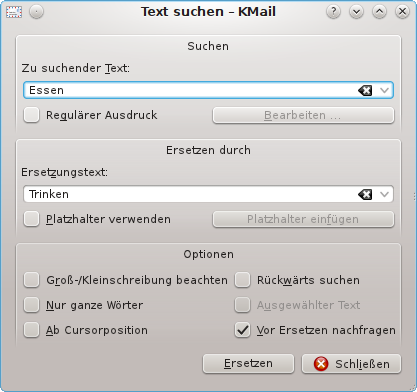 Text suchen – KMail
Suchen
Zu suchender Text:
Essen
Regulärer Ausdruck
Bearbeiten ...
Ersetzen durch
Ersetzungstext:
Trinken
Platzhalter verwenden
Platzhalter einfügen
Optionen
Groß-/Kleinschreibung beachten
Rückwärts suchen
Nur ganze Wörter
Ausgewählter Text
Ab Cursorposition
Vor Ersetzen nachfragen
Ersetzen
Schließen